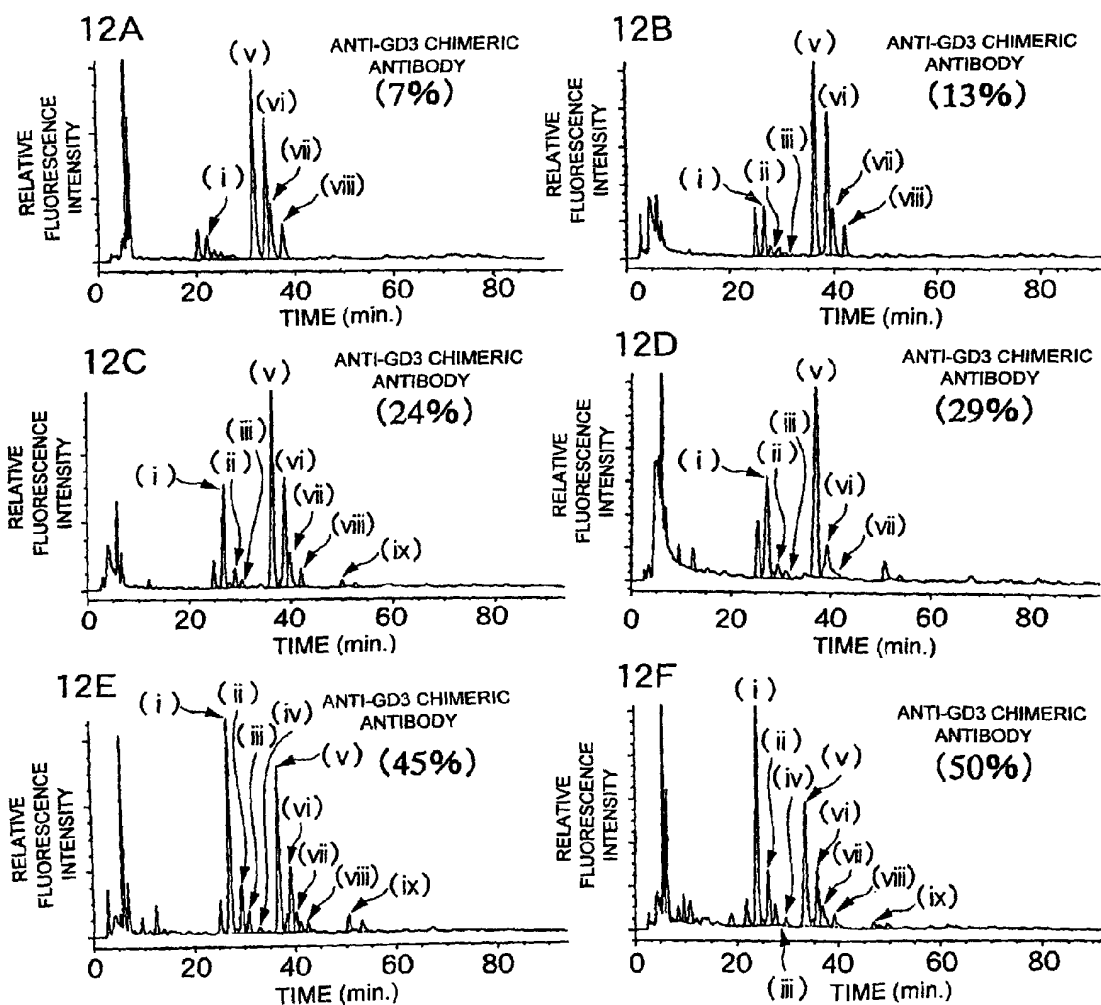 12A
ANTI-GD3 CHIMERIC
ANTIBODY
(7%)
(i)
(v)
(vi)
(vii)
(viii)
RELATIVE
FLUORESCENCE
INTENSITY
0 20 40 60 80
TIME (min.)
12B
ANTI-GD3 CHIMERIC
ANTIBODY
(13%)
(i)
(ii)
(iii)
(v)
(vi)
(vii)
(viii)
RELATIVE
FLUORESCENCE
INTENSITY
0 20 40 60 80
TIME (min.)
12C
ANTI-GD3 CHIMERIC
ANTIBODY
(24%)
(i)
(ii)
(iii)
(v)
(vi)
(vii)
(viii)
(ix)
RELATIVE
FLUORESCENCE
INTENSITY
0 20 40 60 80
TIME (min.)
12D
ANTI-GD3 CHIMERIC
ANTIBODY
(29%)
(i)
(ii)
(iii)
(v)
(vi)
(vii)
RELATIVE
FLUORESCENCE
INTENSITY
0 20 40 60 80
TIME (min.)
12E
ANTI-GD3 CHIMERIC
ANTIBODY
(45%)
(i)
(ii)
(iii)
(iv)
(v)
(vi)
(vii)
(viii)
(ix)
RELATIVE
FLUORESCENCE
INTENSITY
0 20 40 60 80
TIME (min.)
12F
ANTI-GD3 CHIMERIC
ANTIBODY
(50%)
(i)
(ii)
(iv)
(v)
(vi)
(vii)
(viii)
(ix)
RELATIVE
FLUORESCENCE
INTENSITY
0 20 40 60 80
(iii)
TIME (min.)